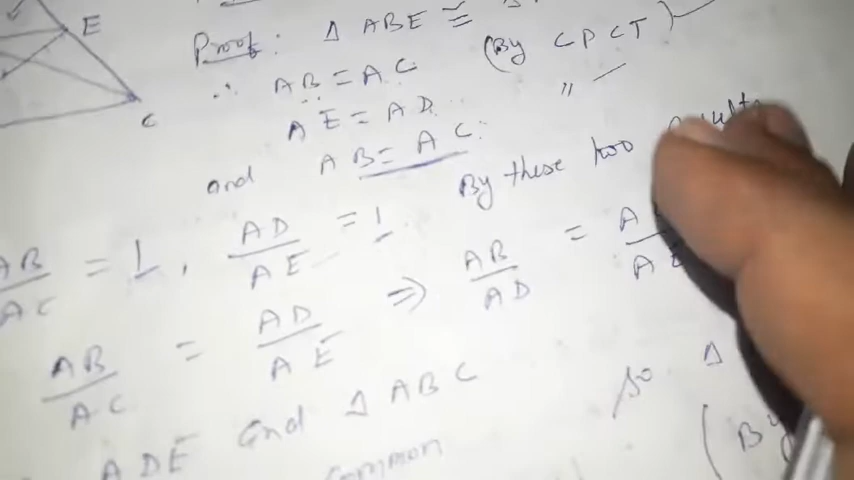 E
C
Proof : Δ ABE ≅
∴ AB = AC (By CPCT)
AE = AD "
and AB = AC
By these two
AB/AC = 1, AD/AE = 1
AB/AC = AD/AE ⇒ AB/AD = A
ADE and Δ ABC
common
so Δ
(By